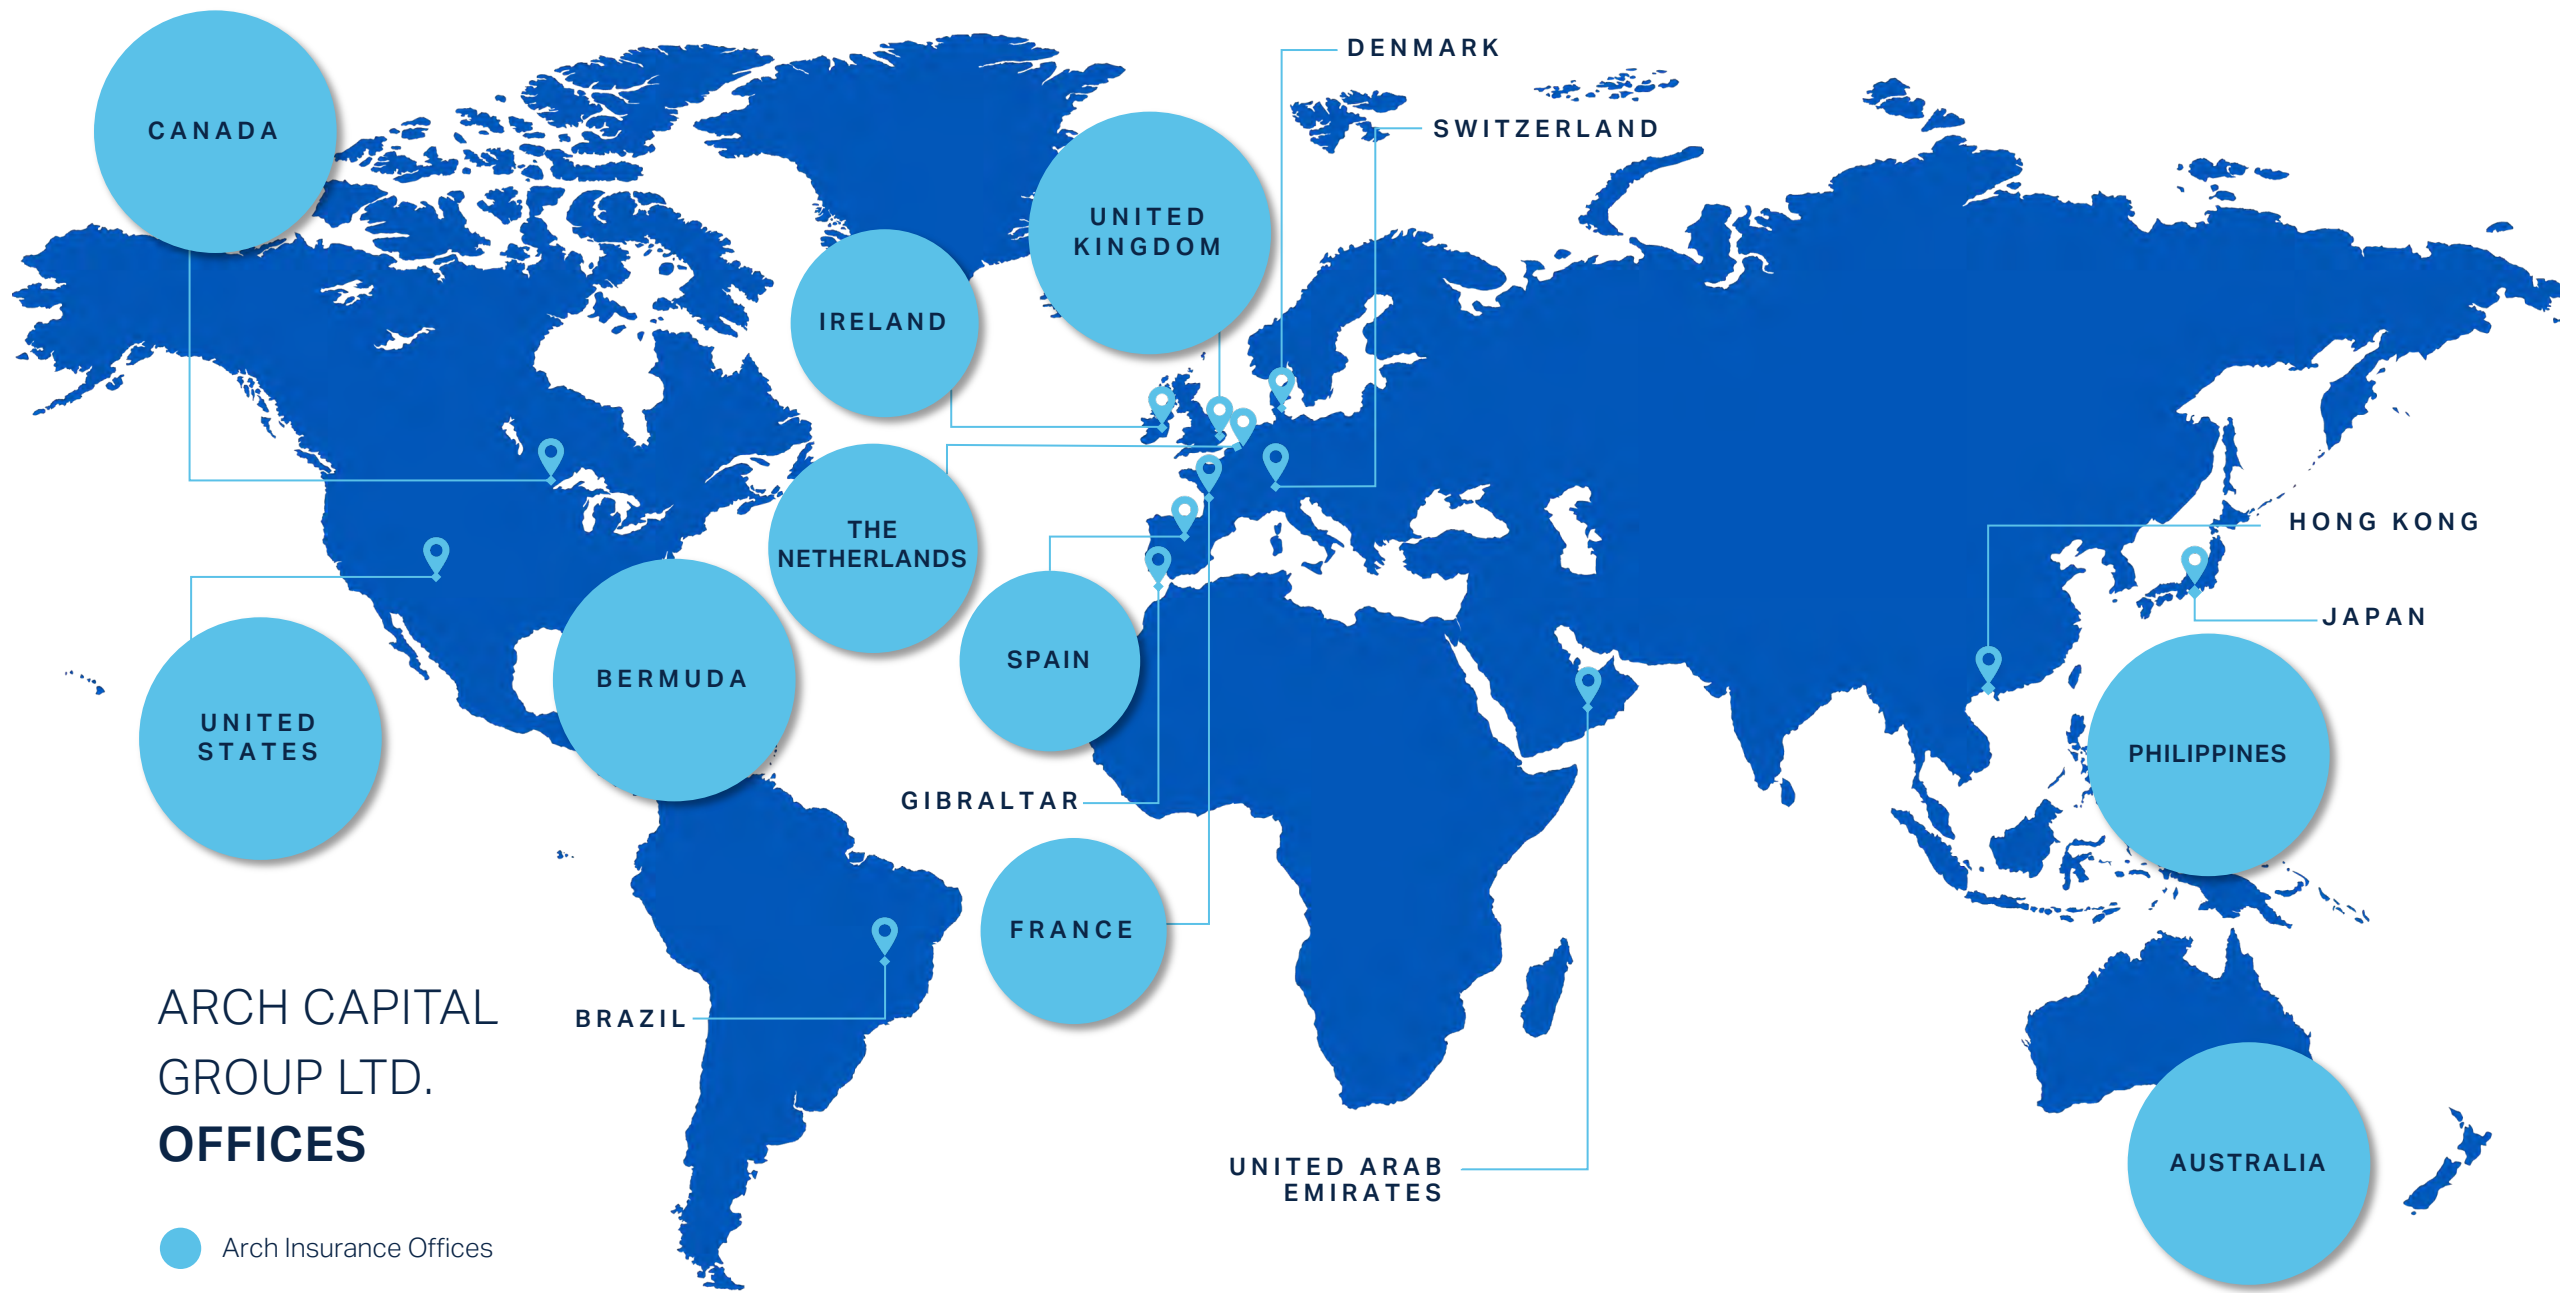 DENMARK
CANADA
SWITZERLAND
UNITED
KINGDOM
IRELAND
HONG KONG
THE
NETHERLANDS
JAPAN
SPAIN
BERMUDA
UNITED
STATES
PHILIPPINES
GIBRALTAR
FRANCE
BRAZIL
ARCH CAPITAL
GROUP LTD.
OFFICES
UNITED ARAB
EMIRATES
AUSTRALIA
Arch Insurance Offices